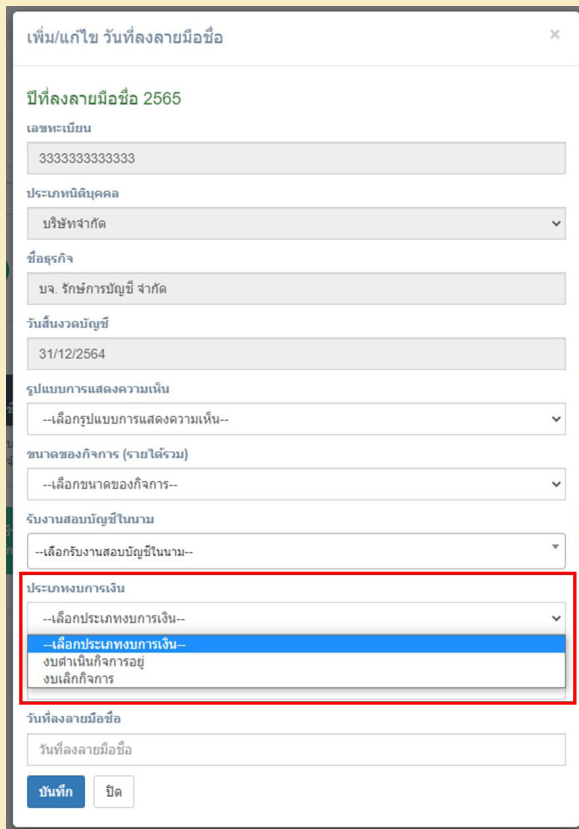 เพิ่ม/แก้ไข วันที่ลงลายมือชื่อ ×
ปีที่ลงลายมือชื่อ 2565
เลขทะเบียน
3333333333333
ประเภทนิติบุคคล
บริษัทจำกัด
ชื่อธุรกิจ
บจ. รักษ์การบัญชี จำกัด
วันสิ้นงวดบัญชี
31/12/2564
รูปแบบการแสดงความเห็น
--เลือกรูปแบบการแสดงความเห็น--
ขนาดของกิจการ (รายได้รวม)
--เลือกขนาดของกิจการ--
รับงานสอบบัญชีในนาม
--เลือกรับงานสอบบัญชีในนาม--
ประเภทงบการเงิน
--เลือกประเภทงบการเงิน--
--เลือกประเภทงบการเงิน--
งบดำเนินกิจการอยู่
งบเลิกกิจการ
วันที่ลงลายมือชื่อ
วันที่ลงลายมือชื่อ
บันทึก ปิด